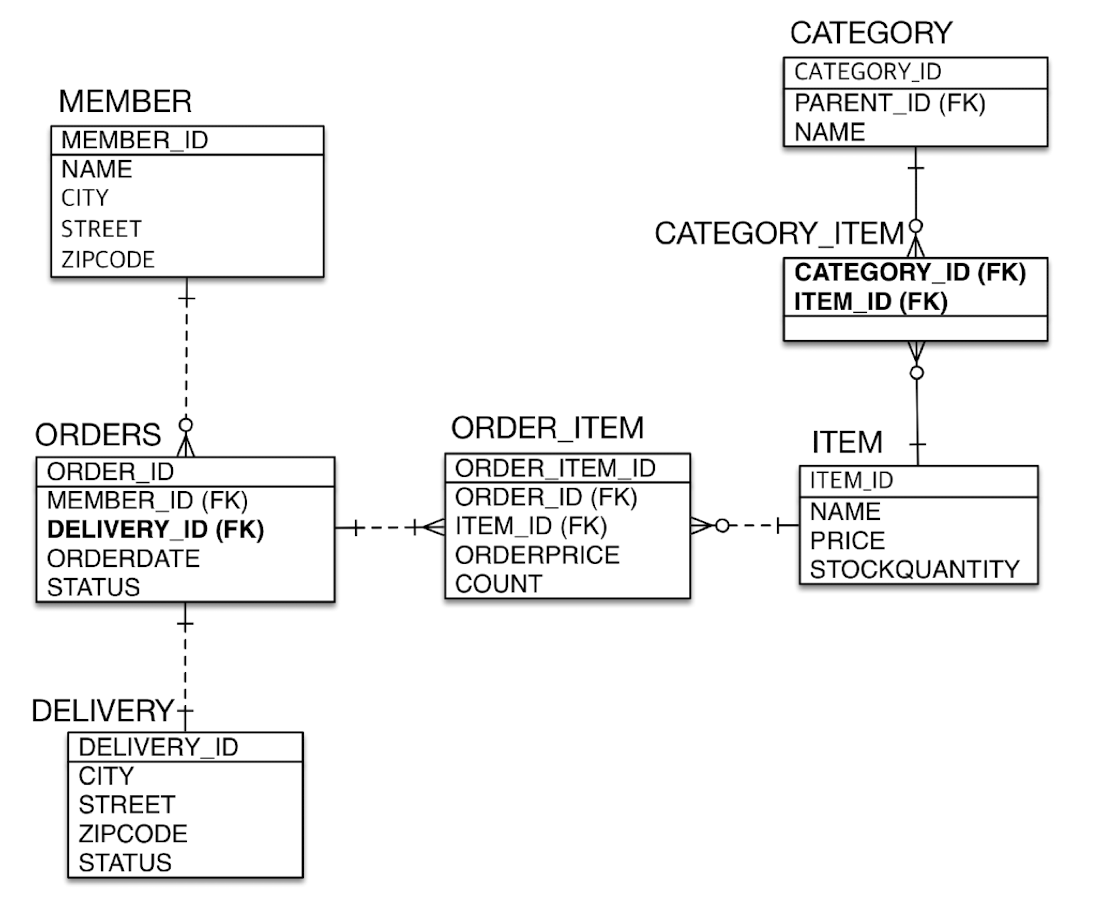 MEMBER
MEMBER_ID
NAME
CITY
STREET
ZIPCODE
ORDERS
ORDER_ID
MEMBER_ID (FK)
DELIVERY_ID (FK)
ORDERDATE
STATUS
DELIVERY
DELIVERY_ID
CITY
STREET
ZIPCODE
STATUS
ORDER_ITEM
ORDER_ITEM_ID
ORDER_ID (FK)
ITEM_ID (FK)
ORDERPRICE
COUNT
CATEGORY
CATEGORY_ID
PARENT_ID (FK)
NAME
CATEGORY_ITEM
CATEGORY_ID (FK)
ITEM_ID (FK)
ITEM
ITEM_ID
NAME
PRICE
STOCKQUANTITY